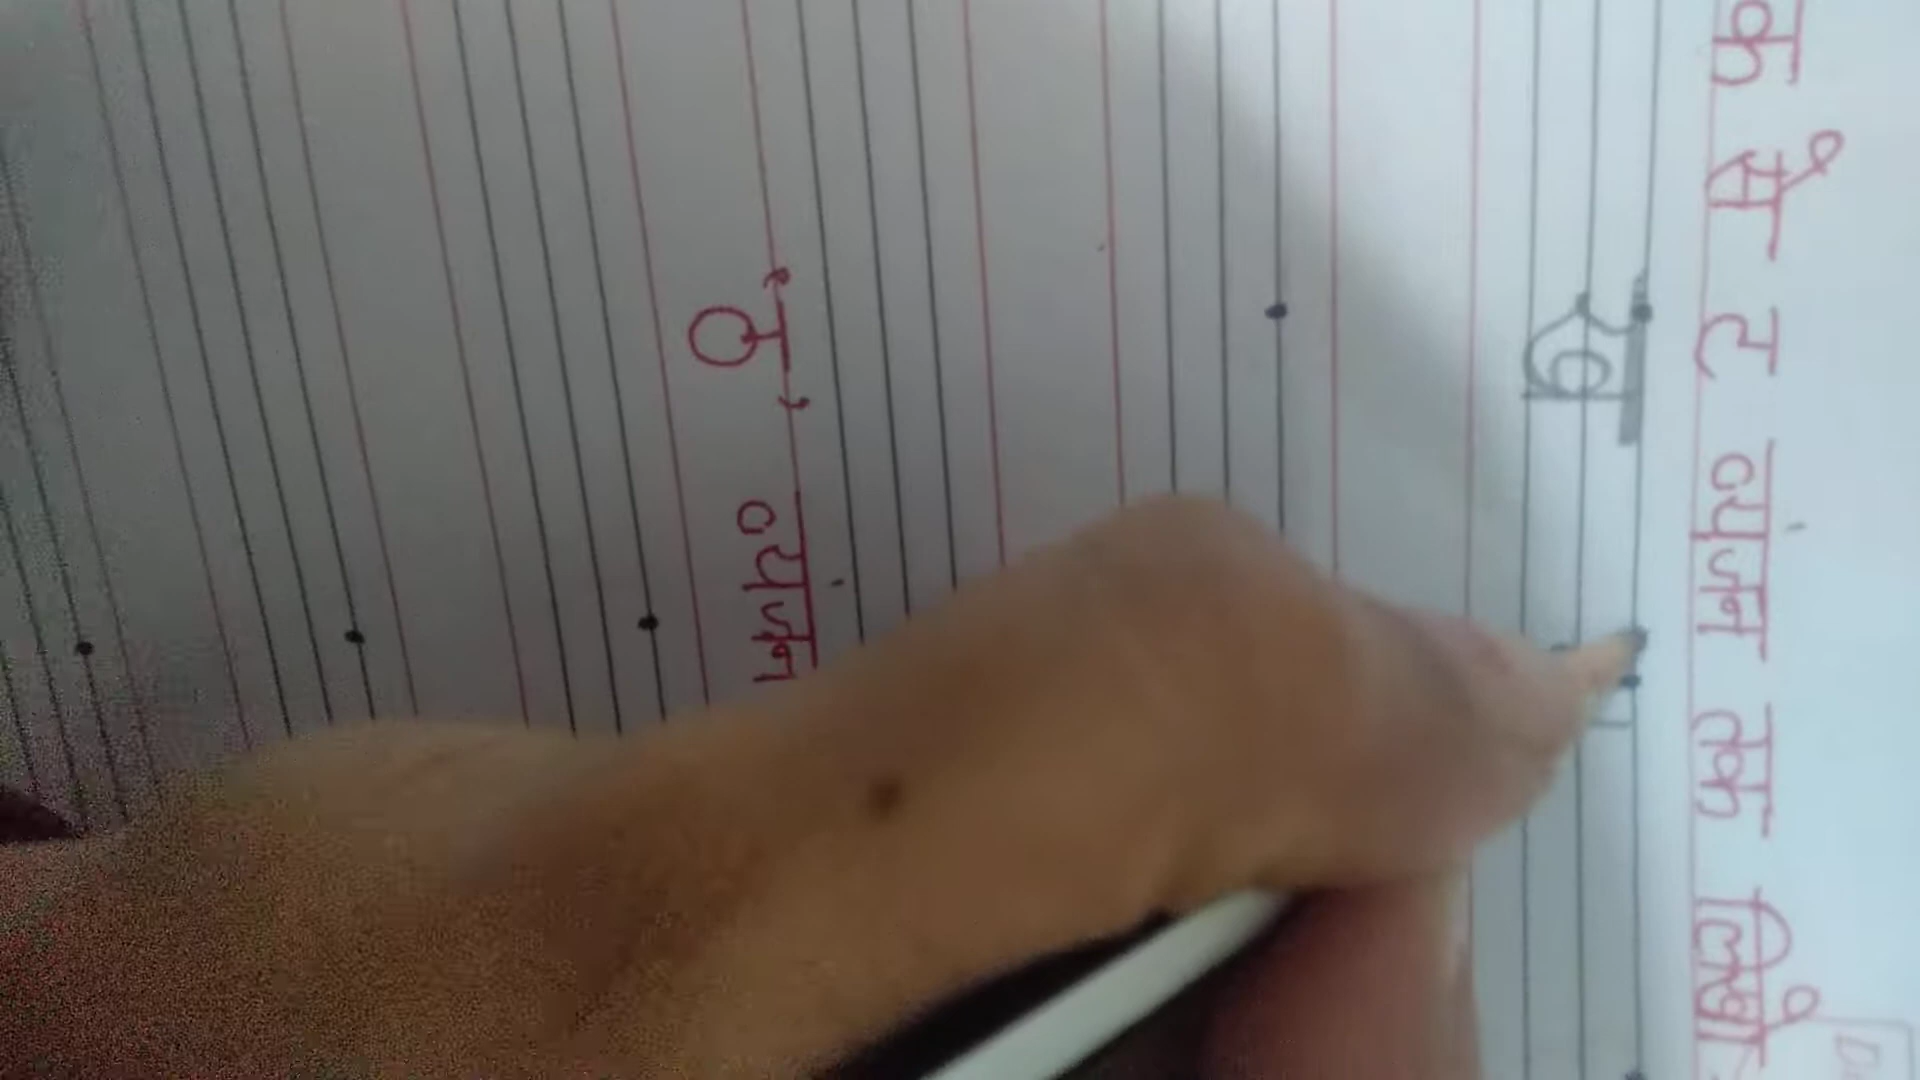 क से ट व्यंजन तक लिखे
ख
"ठ" व्यंजन